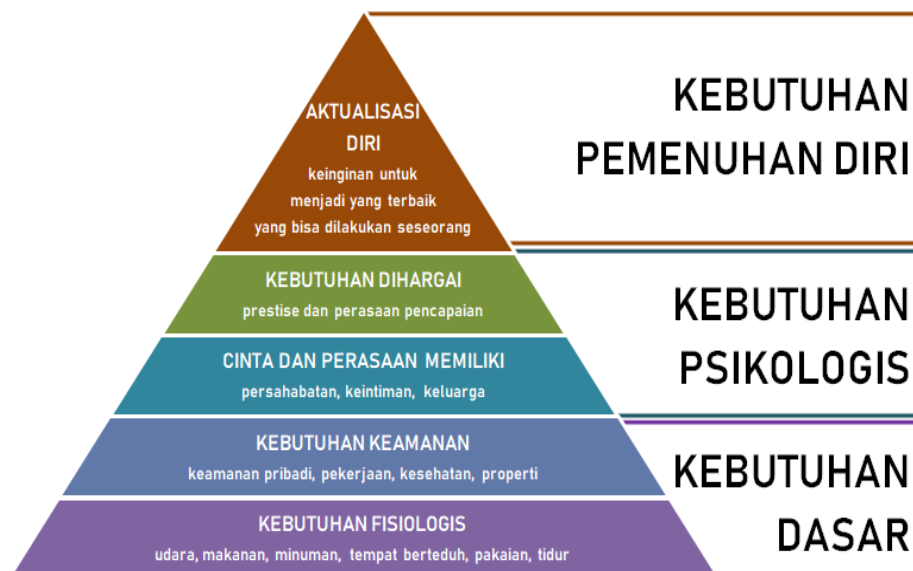 AKTUALISASI
DIRI
keinginan untuk
menjadi yang terbaik
yang bisa dilakukan seseorang
KEBUTUHAN
PEMENUHAN DIRI
KEBUTUHAN DIHARGAI
prestise dan perasaan pencapaian
CINTA DAN PERASAAN MEMILIKI
persahabatan, keintiman, keluarga
KEBUTUHAN
PSIKOLOGIS
KEBUTUHAN KEAMANAN
keamanan pribadi, pekerjaan, kesehatan, properti
KEBUTUHAN FISIOLOGIS
udara, makanan, minuman, tempat berteduh, pakaian, tidur
KEBUTUHAN
DASAR